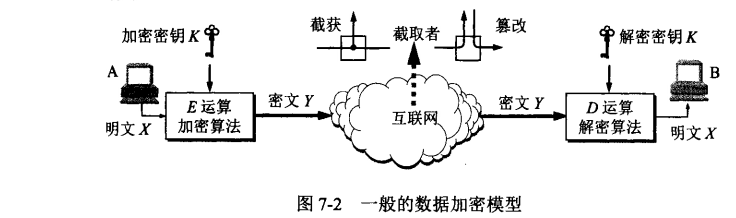 加密密钥 K
截获
截取者
篡改
解密密钥 K
A
B
E 运算
加密算法
密文 Y
互联网
密文 Y
D 运算
解密算法
明文 X
明文 X
图 7-2 一般的数据加密模型